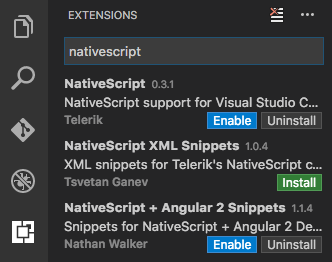 EXTENSIONS
nativescript
NativeScript 0.3.1
NativeScript support for Visual Studio C...
Telerik Enable Uninstall
NativeScript XML Snippets 1.0.4
XML snippets for Telerik's NativeScript c...
Tsvetan Ganev Install
NativeScript + Angular 2 Snippets 1.1.4
Snippets for NativeScript + Angular 2 De...
Nathan Walker Enable Uninstall